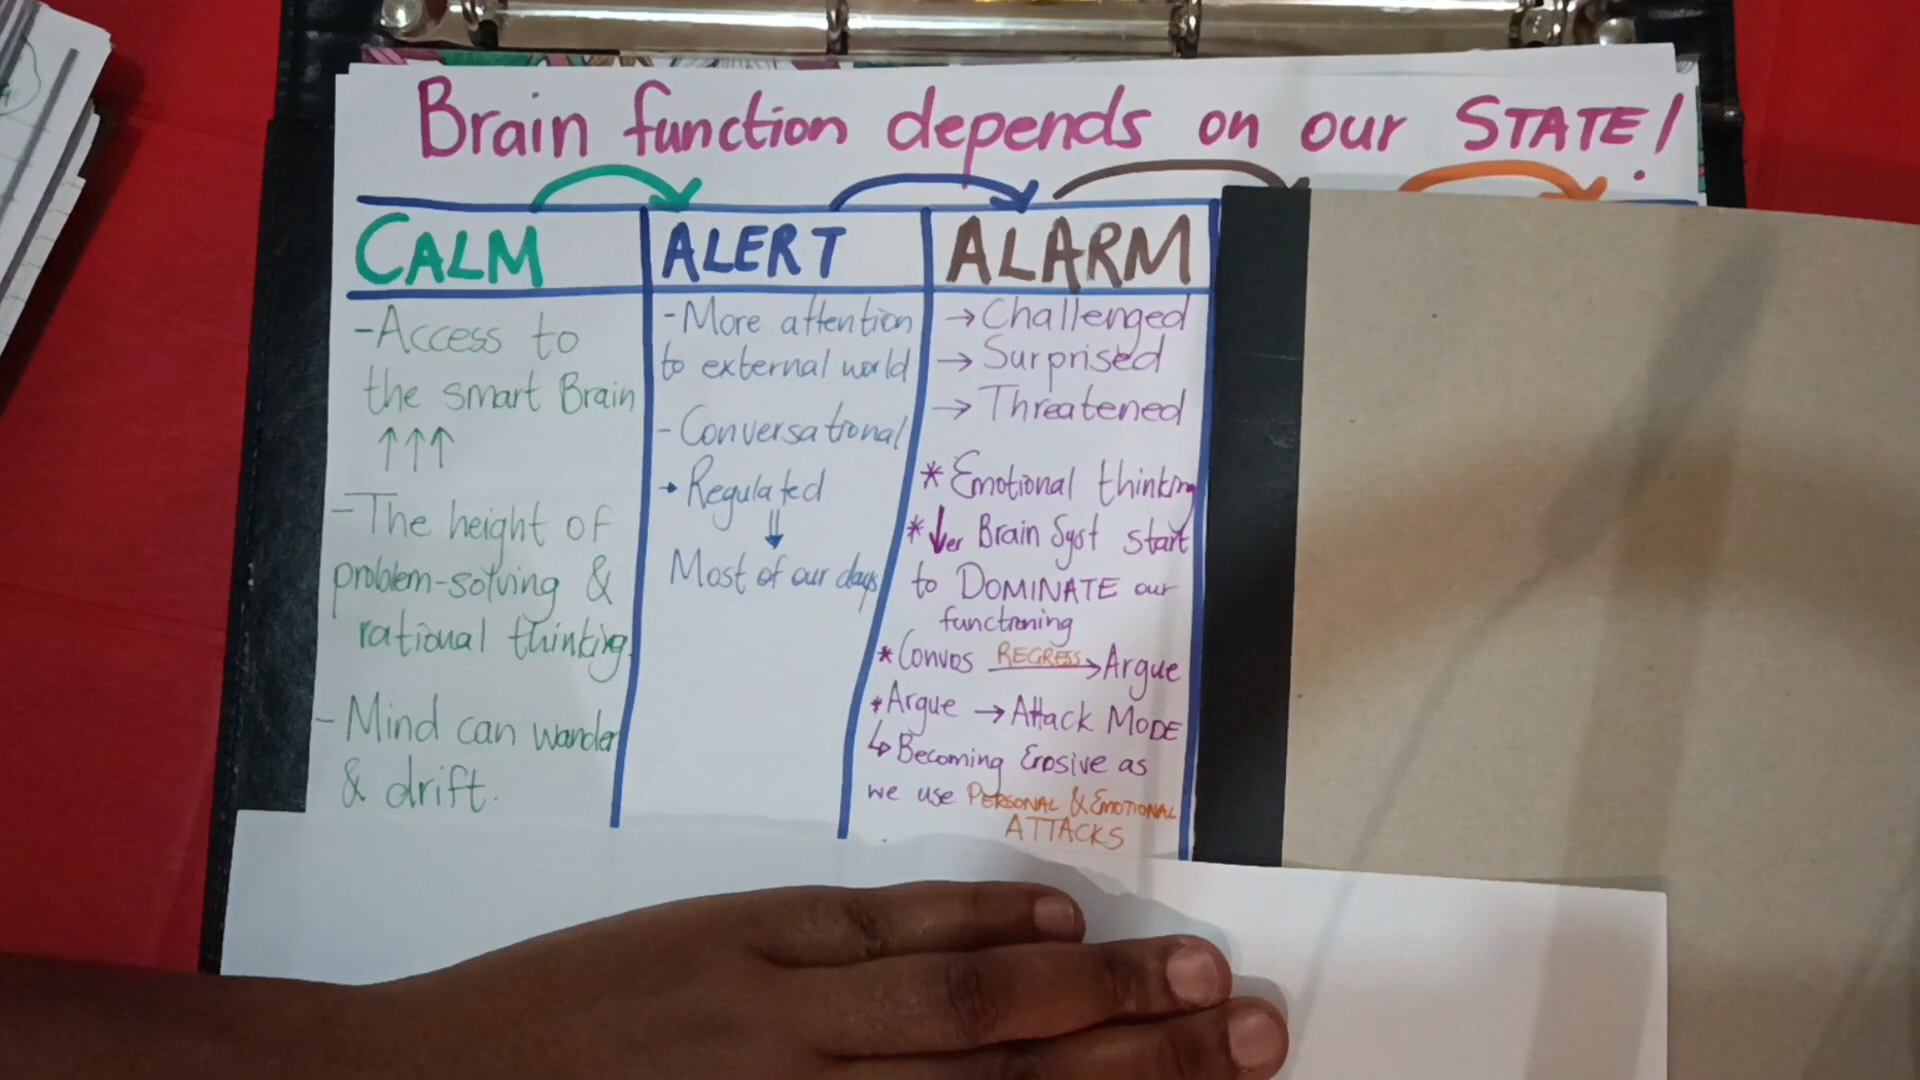 Brain function depends on our STATE!
CALM
- Access to
the smart Brain
↑↑↑
- The height of
problem-solving &
rational thinking.
- Mind can wander
& drift.
ALERT
- More attention
to external world
- Conversational
→ Regulated
⇓
Most of our days
ALARM
→ Challenged
→ Surprised
→ Threatened
* Emotional thinking
* ↓er Brain Syst start
to DOMINATE our
functioning
* Convos REGRESS → Argue
* Argue → Attack MODE
↳ Becoming Erosive as
we use PERSONAL & EMOTIONAL
ATTACKS